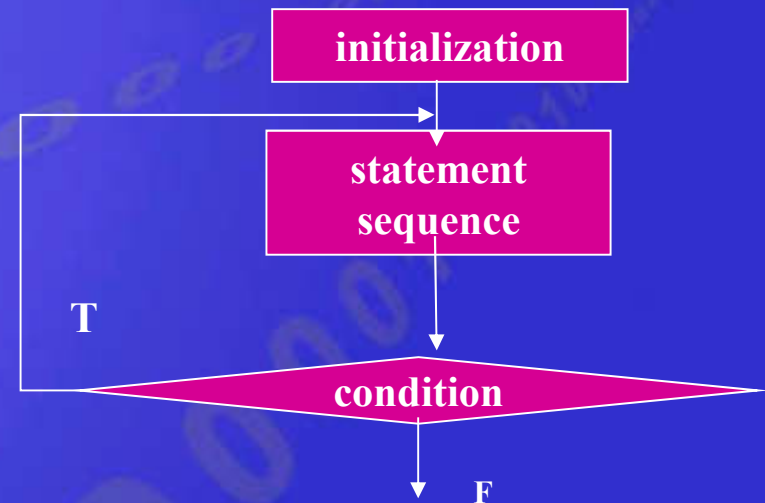 initialization
statement
sequence
T
condition
F